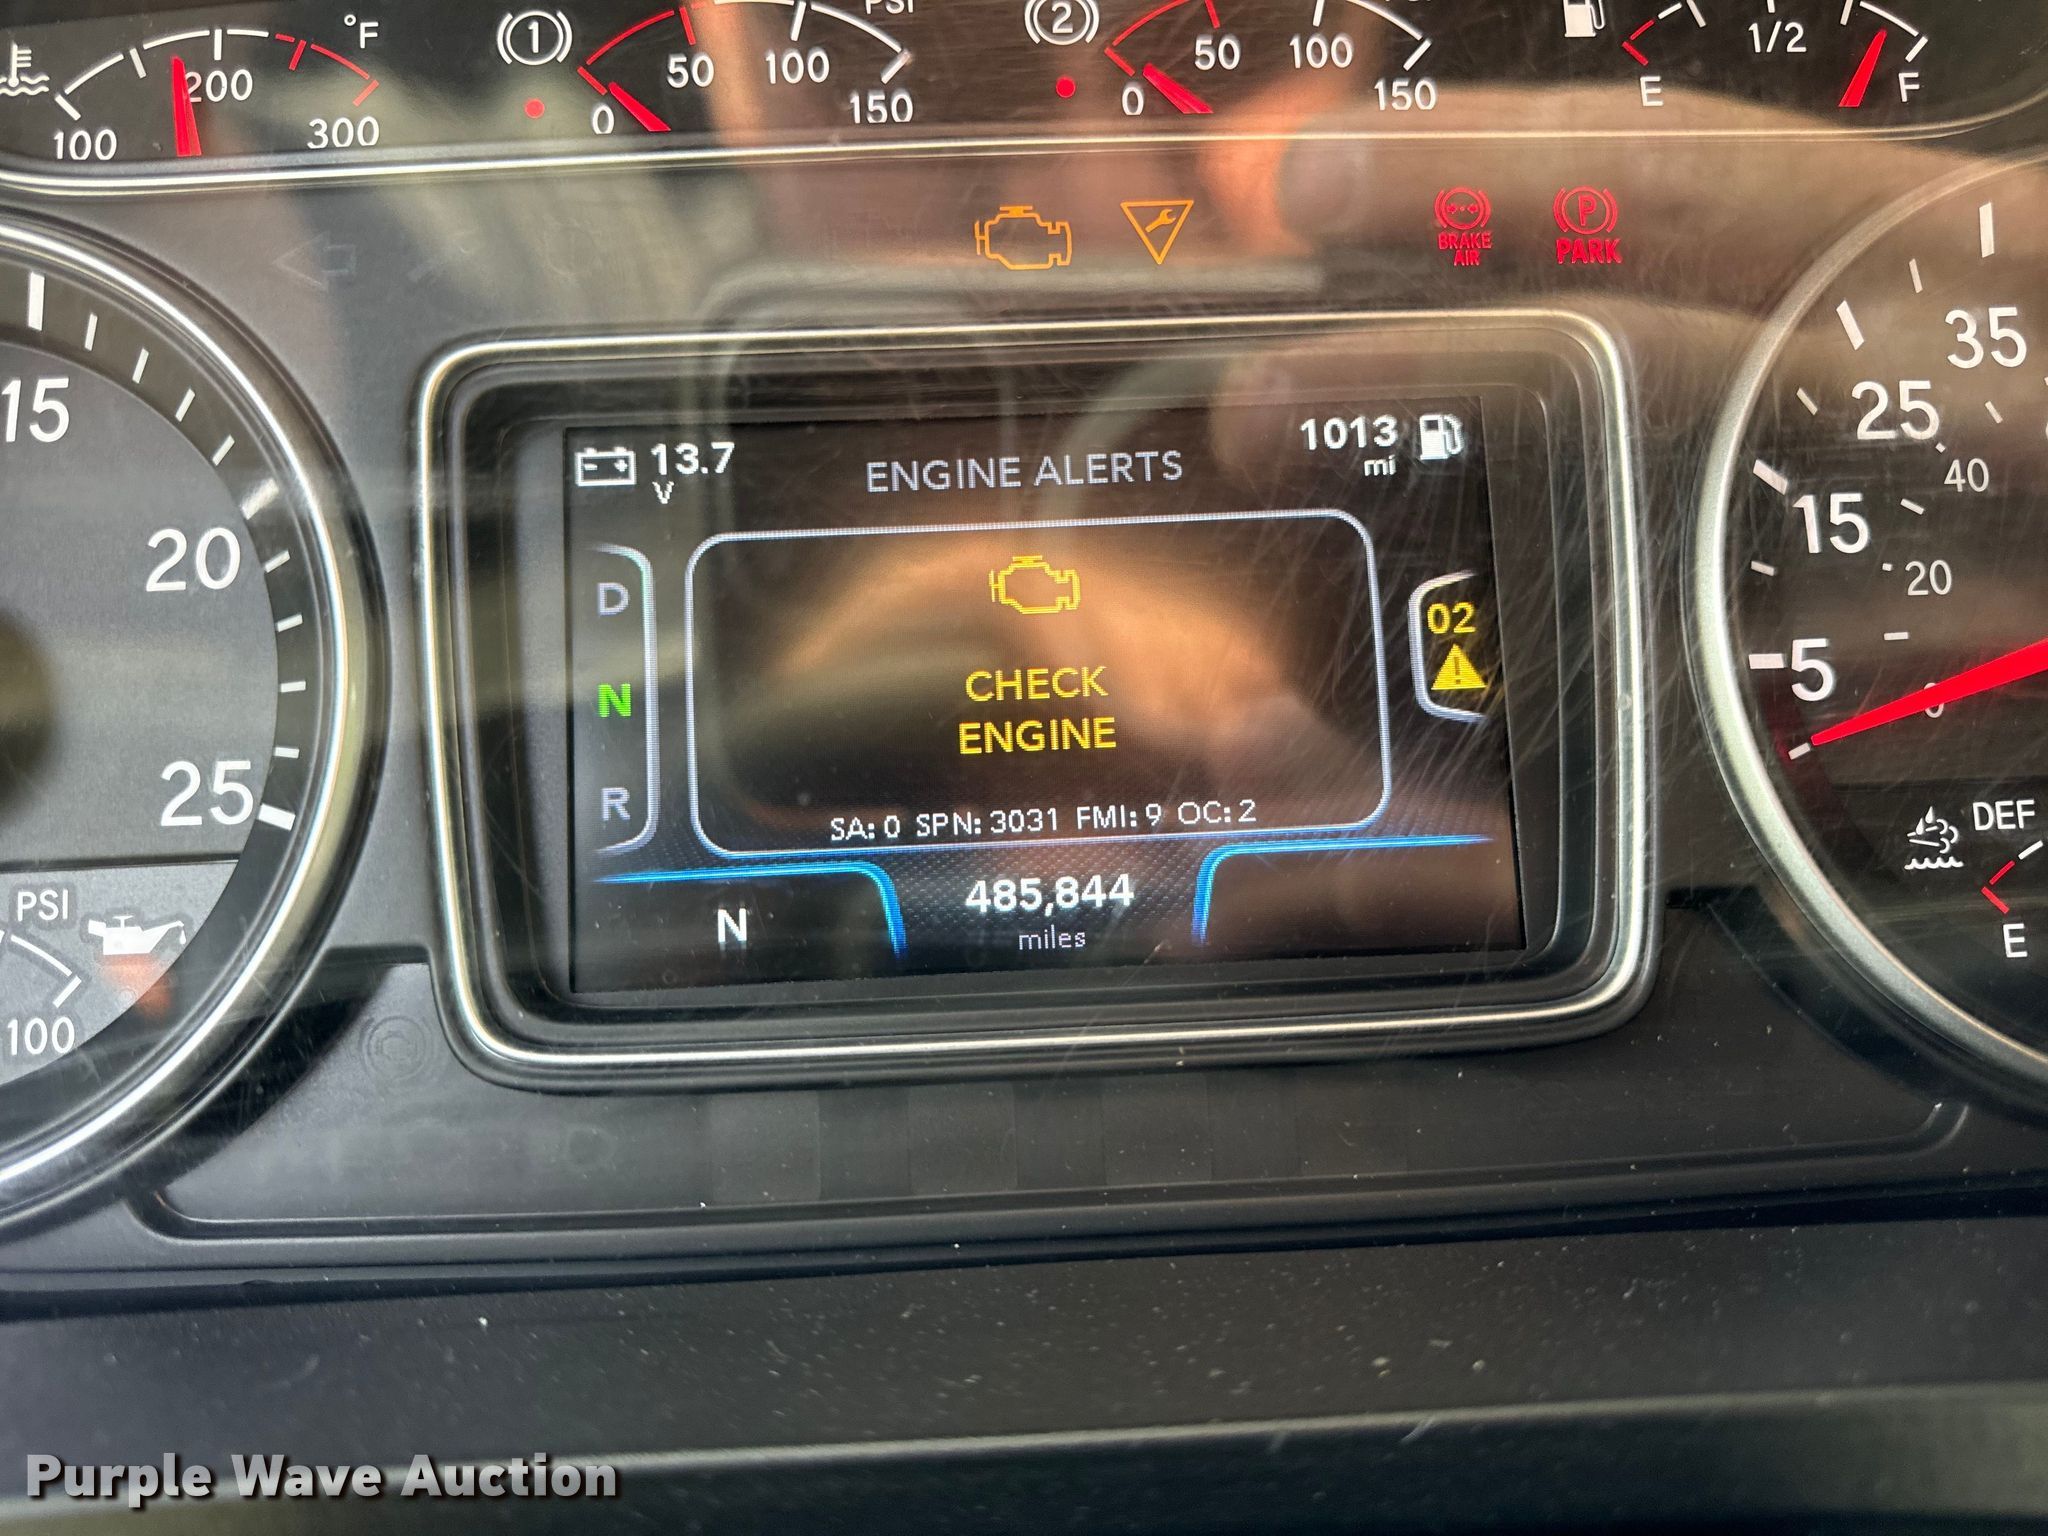 °F
100
200
300
1
PSI
0
50
100
150
2
0
50
100
150
E
1/2
F
BRAKE
AIR
P
PARK
15
20
25
PSI
100
13.7
V
ENGINE ALERTS
1013
mi
D
N
R
CHECK
ENGINE
02
SA: 0 SPN: 3031 FMI: 9 OC: 2
N
485,844
miles
35
25
40
15
20
5
0
DEF
E
Purple Wave Auction